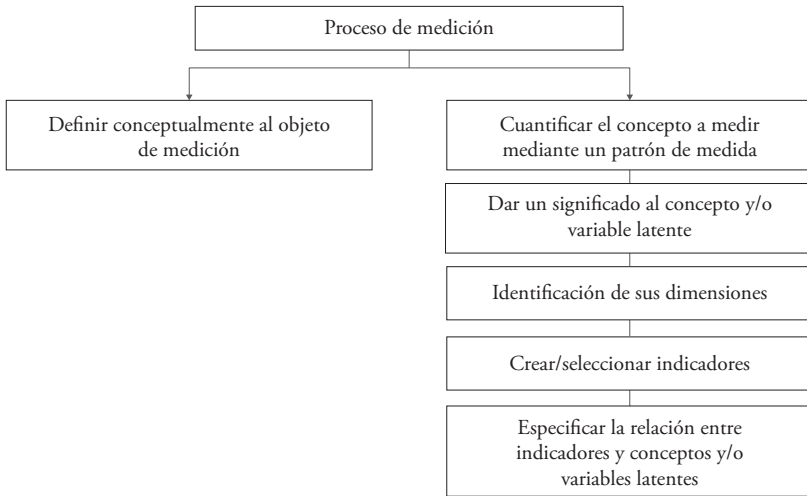 Proceso de medición
Definir conceptualmente al objeto
de medición
Cuantificar el concepto a medir
mediante un patrón de medida
Dar un significado al concepto y/o
variable latente
Identificación de sus dimensiones
Crear/seleccionar indicadores
Especificar la relación entre
indicadores y conceptos y/o
variables latentes